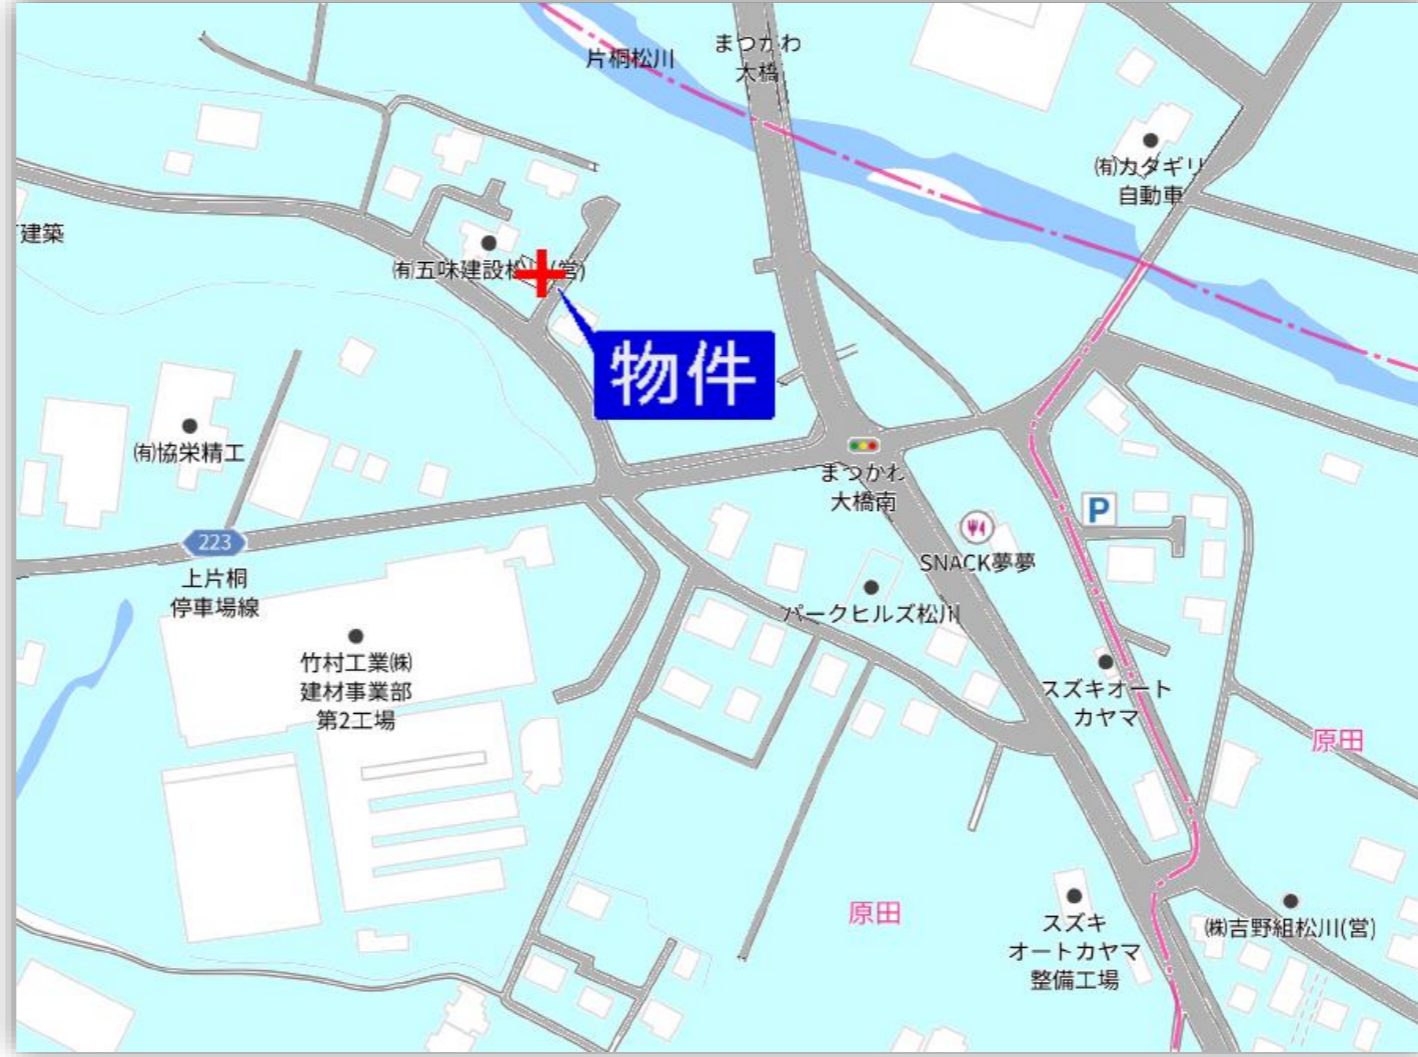 片桐松川
まつかわ
大橋
㈲カタギリ
自動車
建築
㈲五味建設松川(営)
物件
㈲協栄精工
まつかわ
大橋南
P
223
SNACK夢夢
上片桐
停車場線
パークヒルズ松川
竹村工業㈱
建材事業部
第2工場
スズキオート
カヤマ
原田
原田
スズキ
オートカヤマ
整備工場
㈱吉野組松川(営)